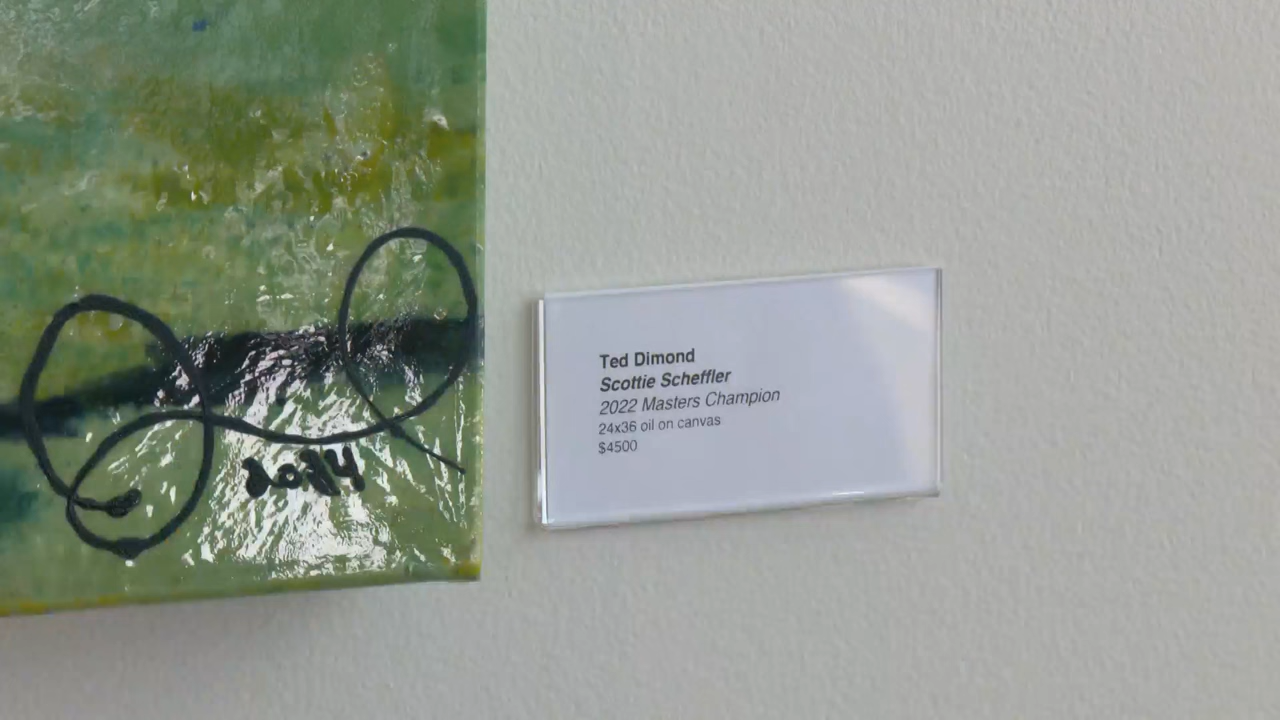 Ted Dimond
Scottie Scheffler
2022 Masters Champion
24x36 oil on canvas
$4500